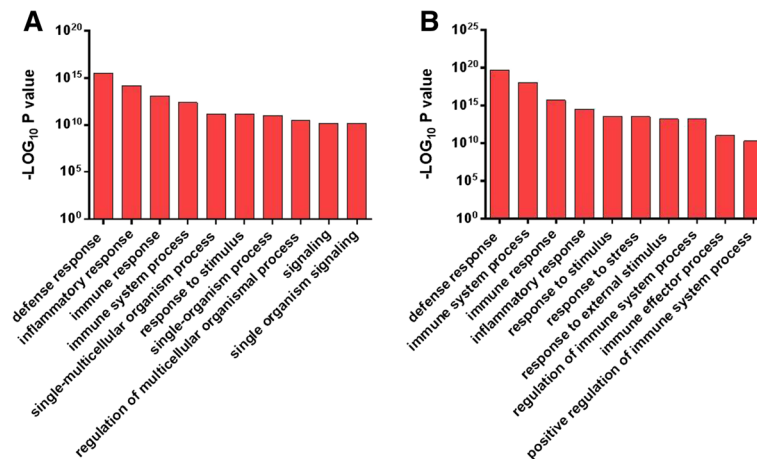 A
-LOG10 P value
10^20
10^15
10^10
10^5
10^0
defense response
inflammatory response
immune response
immune system process
single-multicellular organism process
response to stimulus
single-organism process
regulation of multicellular organismal process
signaling
single organism signaling
B
-LOG10 P value
10^25
10^20
10^15
10^10
10^5
10^0
defense response
immune system process
immune response
inflammatory response
response to stimulus
response to stress
response to external stimulus
regulation of immune system process
immune effector process
positive regulation of immune system process